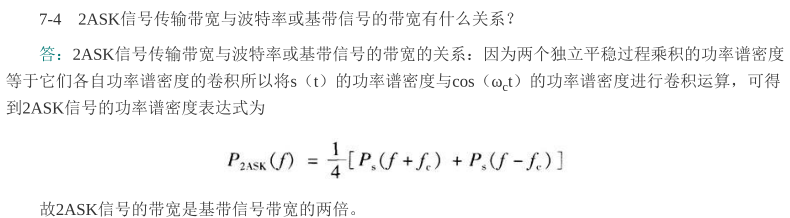 7-4 2ASK信号传输带宽与波特率或基带信号的带宽有什么关系？
答：2ASK信号传输带宽与波特率或基带信号的带宽的关系：因为两个独立平稳过程乘积的功率谱密度
等于它们各自功率谱密度的卷积所以将s（t）的功率谱密度与cos（ω_ct）的功率谱密度进行卷积运算，可得
到2ASK信号的功率谱密度表达式为
P_2ASK(f) = 1/4 [P_s(f + f_c) + P_s(f - f_c)]
故2ASK信号的带宽是基带信号带宽的两倍。